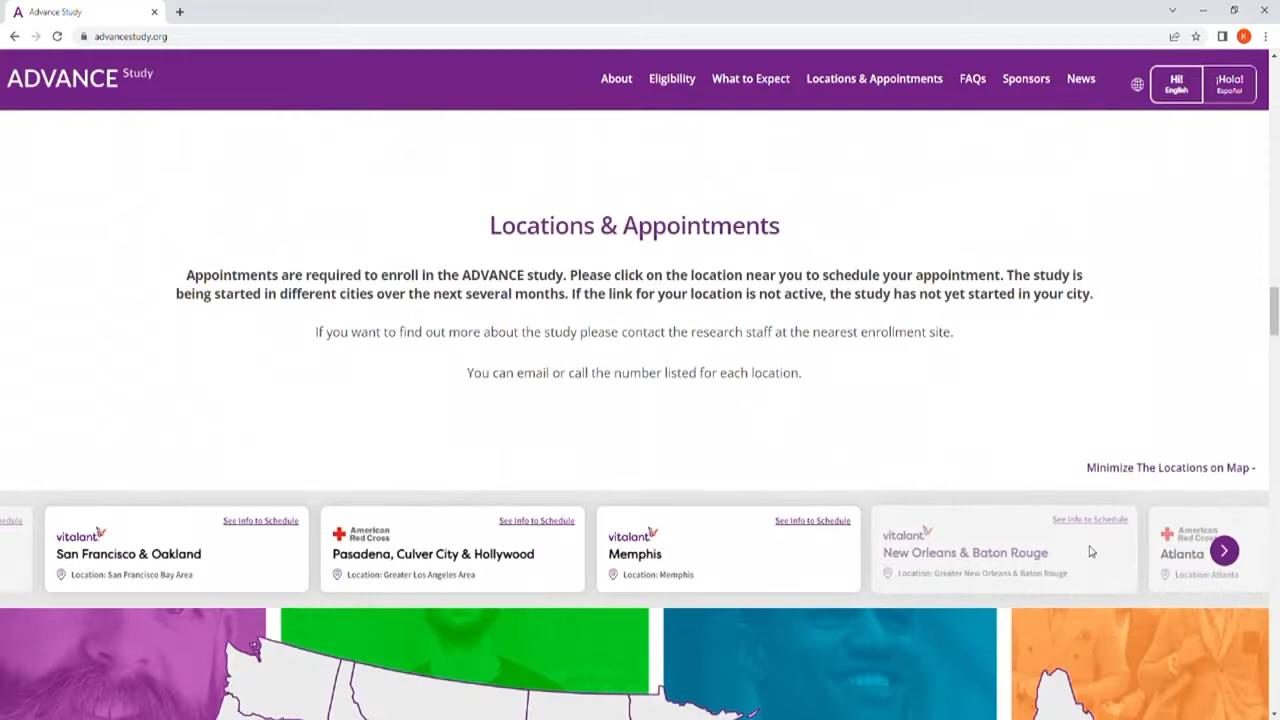 Advance Study
advancestudy.org
K
ADVANCE Study
About
Eligibility
What to Expect
Locations & Appointments
FAQs
Sponsors
News
Hi!
English
¡Hola!
Español
Locations & Appointments
Appointments are required to enroll in the ADVANCE study. Please click on the location near you to schedule your appointment. The study is
being started in different cities over the next several months. If the link for your location is not active, the study has not yet started in your city.
If you want to find out more about the study please contact the research staff at the nearest enrollment site.
You can email or call the number listed for each location.
Minimize The Locations on Map -
See Info to Schedule
vitalant
San Francisco & Oakland
Location: San Francisco Bay Area
See Info to Schedule
American
Red Cross
Pasadena, Culver City & Hollywood
Location: Greater Los Angeles Area
See Info to Schedule
vitalant
Memphis
Location: Memphis
See Info to Schedule
vitalant
New Orleans & Baton Rouge
Location: Greater New Orleans & Baton Rouge
American
Red Cross
Atlanta
Location: Atlanta